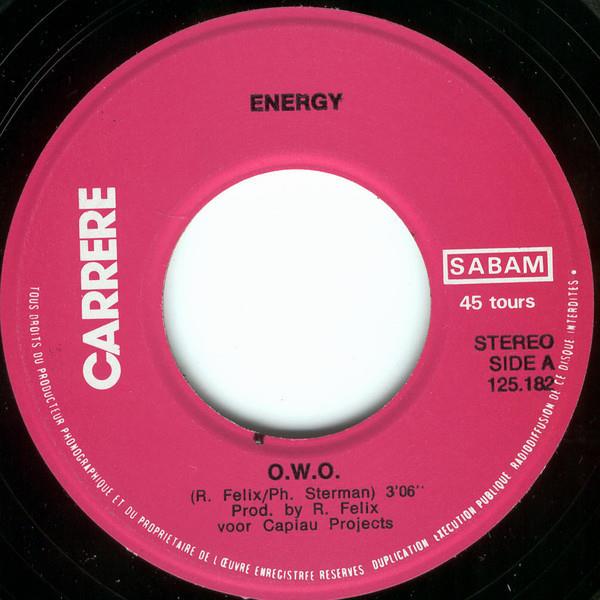 ENERGY
CARRERE
SABAM
45 tours
STEREO
SIDE A
125.182
O.W.O.
(R. Felix/Ph. Sterman) 3'06''
Prod. by R. Felix
voor Capiau Projects
TOUS DROITS DU PRODUCTEUR PHONOGRAPHIQUE ET DU PROPRIETAIRE DE L'ŒUVRE ENREGISTREE RESERVES DUPLICATION EXECUTION PUBLIQUE RADIODIFFUSION DE CE DISQUE INTERDITES •